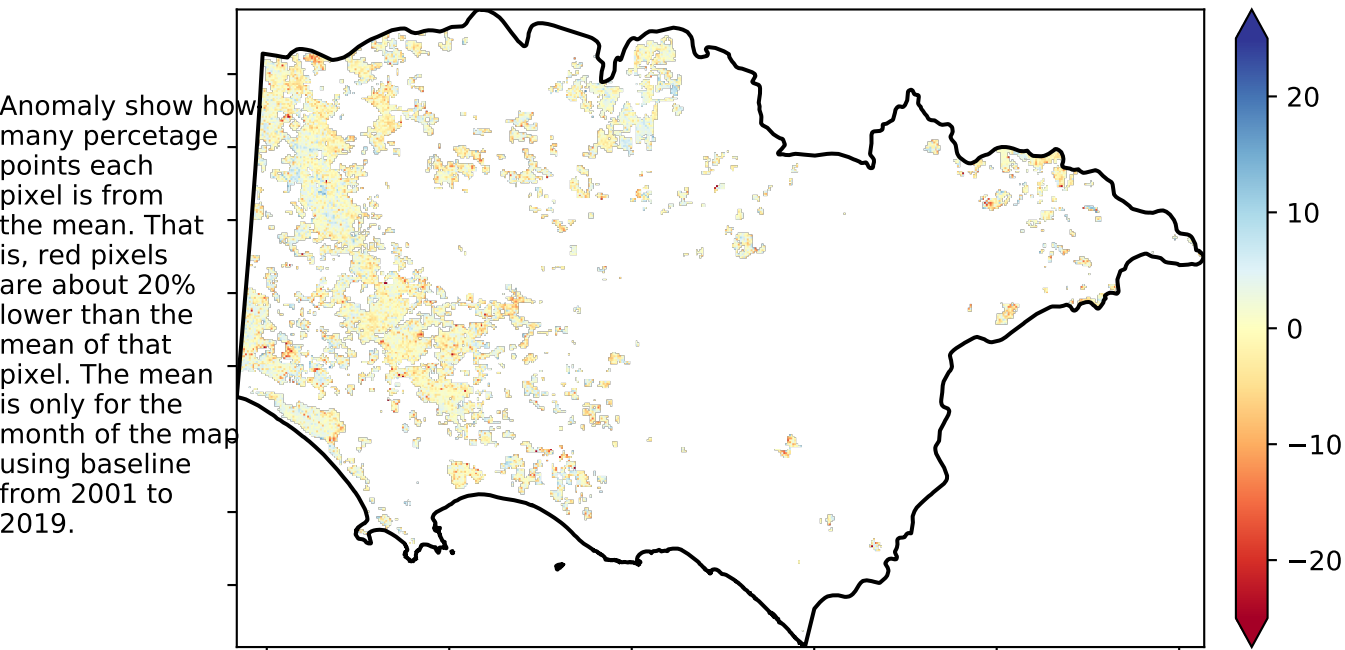 Anomaly show how
many percetage
points each
pixel is from
the mean. That
is, red pixels
are about 20%
lower than the
mean of that
pixel. The mean
is only for the
month of the map
using baseline
from 2001 to
2019.
20
10
0
−10
−20